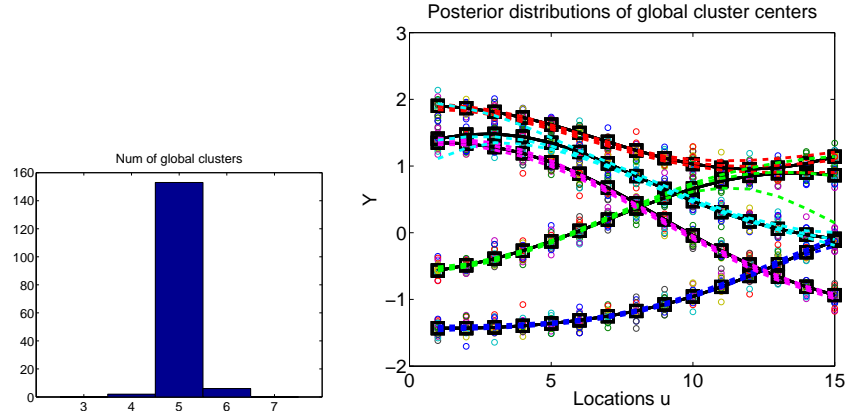 Num of global clusters
160
140
120
100
80
60
40
20
0
3 4 5 6 7
Posterior distributions of global cluster centers
3
2
1
0
−1
−2
Y
0 5 10 15
Locations u